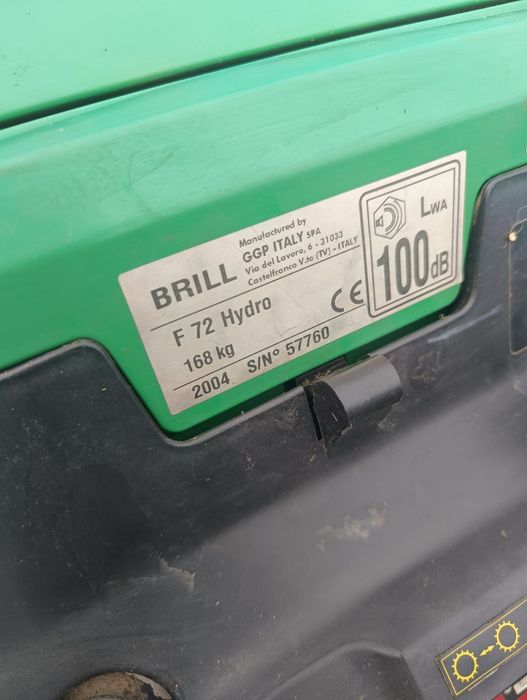 BRILL
Manufactured by
GGP ITALY SPA
Via del Lavoro, 6 - 31033
Castelfranco V.to (TV) - ITALY
F 72 Hydro
168 kg
2004 S/N° 57760
CE
LWA
100dB